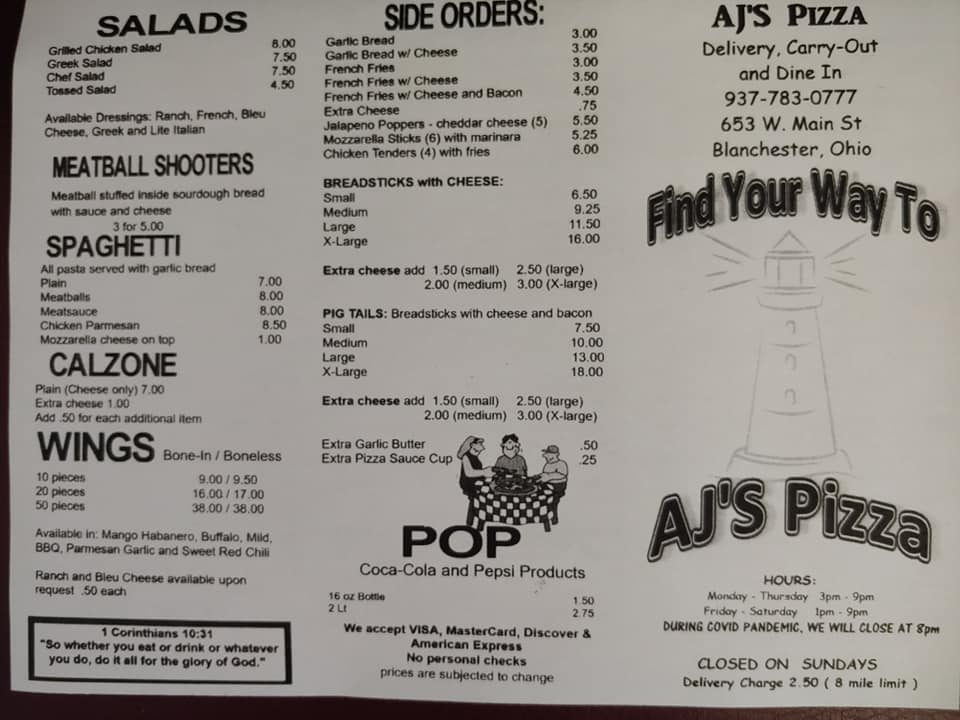 SALADS
Grilled Chicken Salad 8.00
Greek Salad 7.50
Chef Salad 7.50
Tossed Salad 4.50
Available Dressings: Ranch, French, Bleu
Cheese, Greek and Lite Italian
MEATBALL SHOOTERS
Meatball stuffed inside sourdough bread
with sauce and cheese
3 for 5.00
SPAGHETTI
All pasta served with garlic bread
Plain 7.00
Meatballs 8.00
Meatsauce 8.00
Chicken Parmesan 8.50
Mozzarella cheese on top 1.00
CALZONE
Plain (Cheese only) 7.00
Extra cheese 1.00
Add .50 for each additional item
WINGS Bone-In / Boneless
10 pieces 9.00 / 9.50
20 pieces 16.00 / 17.00
50 pieces 38.00 / 38.00
Available in: Mango Habanero, Buffalo, Mild,
BBQ, Parmesan Garlic and Sweet Red Chili
Ranch and Bleu Cheese available upon
request .50 each
1 Corinthians 10:31
"So whether you eat or drink or whatever
you do, do it all for the glory of God."
SIDE ORDERS:
Garlic Bread 3.00
Garlic Bread w/ Cheese 3.50
French Fries 3.00
French Fries w/ Cheese 3.50
French Fries w/ Cheese and Bacon 4.50
Extra Cheese .75
Jalapeno Poppers - cheddar cheese (5) 5.50
Mozzarella Sticks (6) with marinara 5.25
Chicken Tenders (4) with fries 6.00
BREADSTICKS with CHEESE:
Small 6.50
Medium 9.25
Large 11.50
X-Large 16.00
Extra cheese add 1.50 (small) 2.50 (large)
2.00 (medium) 3.00 (X-large)
PIG TAILS: Breadsticks with cheese and bacon
Small 7.50
Medium 10.00
Large 13.00
X-Large 18.00
Extra cheese add 1.50 (small) 2.50 (large)
2.00 (medium) 3.00 (X-large)
Extra Garlic Butter .50
Extra Pizza Sauce Cup .25
POP
Coca-Cola and Pepsi Products
16 oz Bottle 1.50
2 Lt 2.75
We accept VISA, MasterCard, Discover &
American Express
No personal checks
prices are subjected to change
AJ'S PIZZA
Delivery, Carry-Out
and Dine In
937-783-0777
653 W. Main St
Blanchester, Ohio
Find Your Way To
AJ'S Pizza
HOURS:
Monday - Thursday 3pm - 9pm
Friday - Saturday 1pm - 9pm
DURING COVID PANDEMIC, WE WILL CLOSE AT 8pm
CLOSED ON SUNDAYS
Delivery Charge 2.50 ( 8 mile limit )